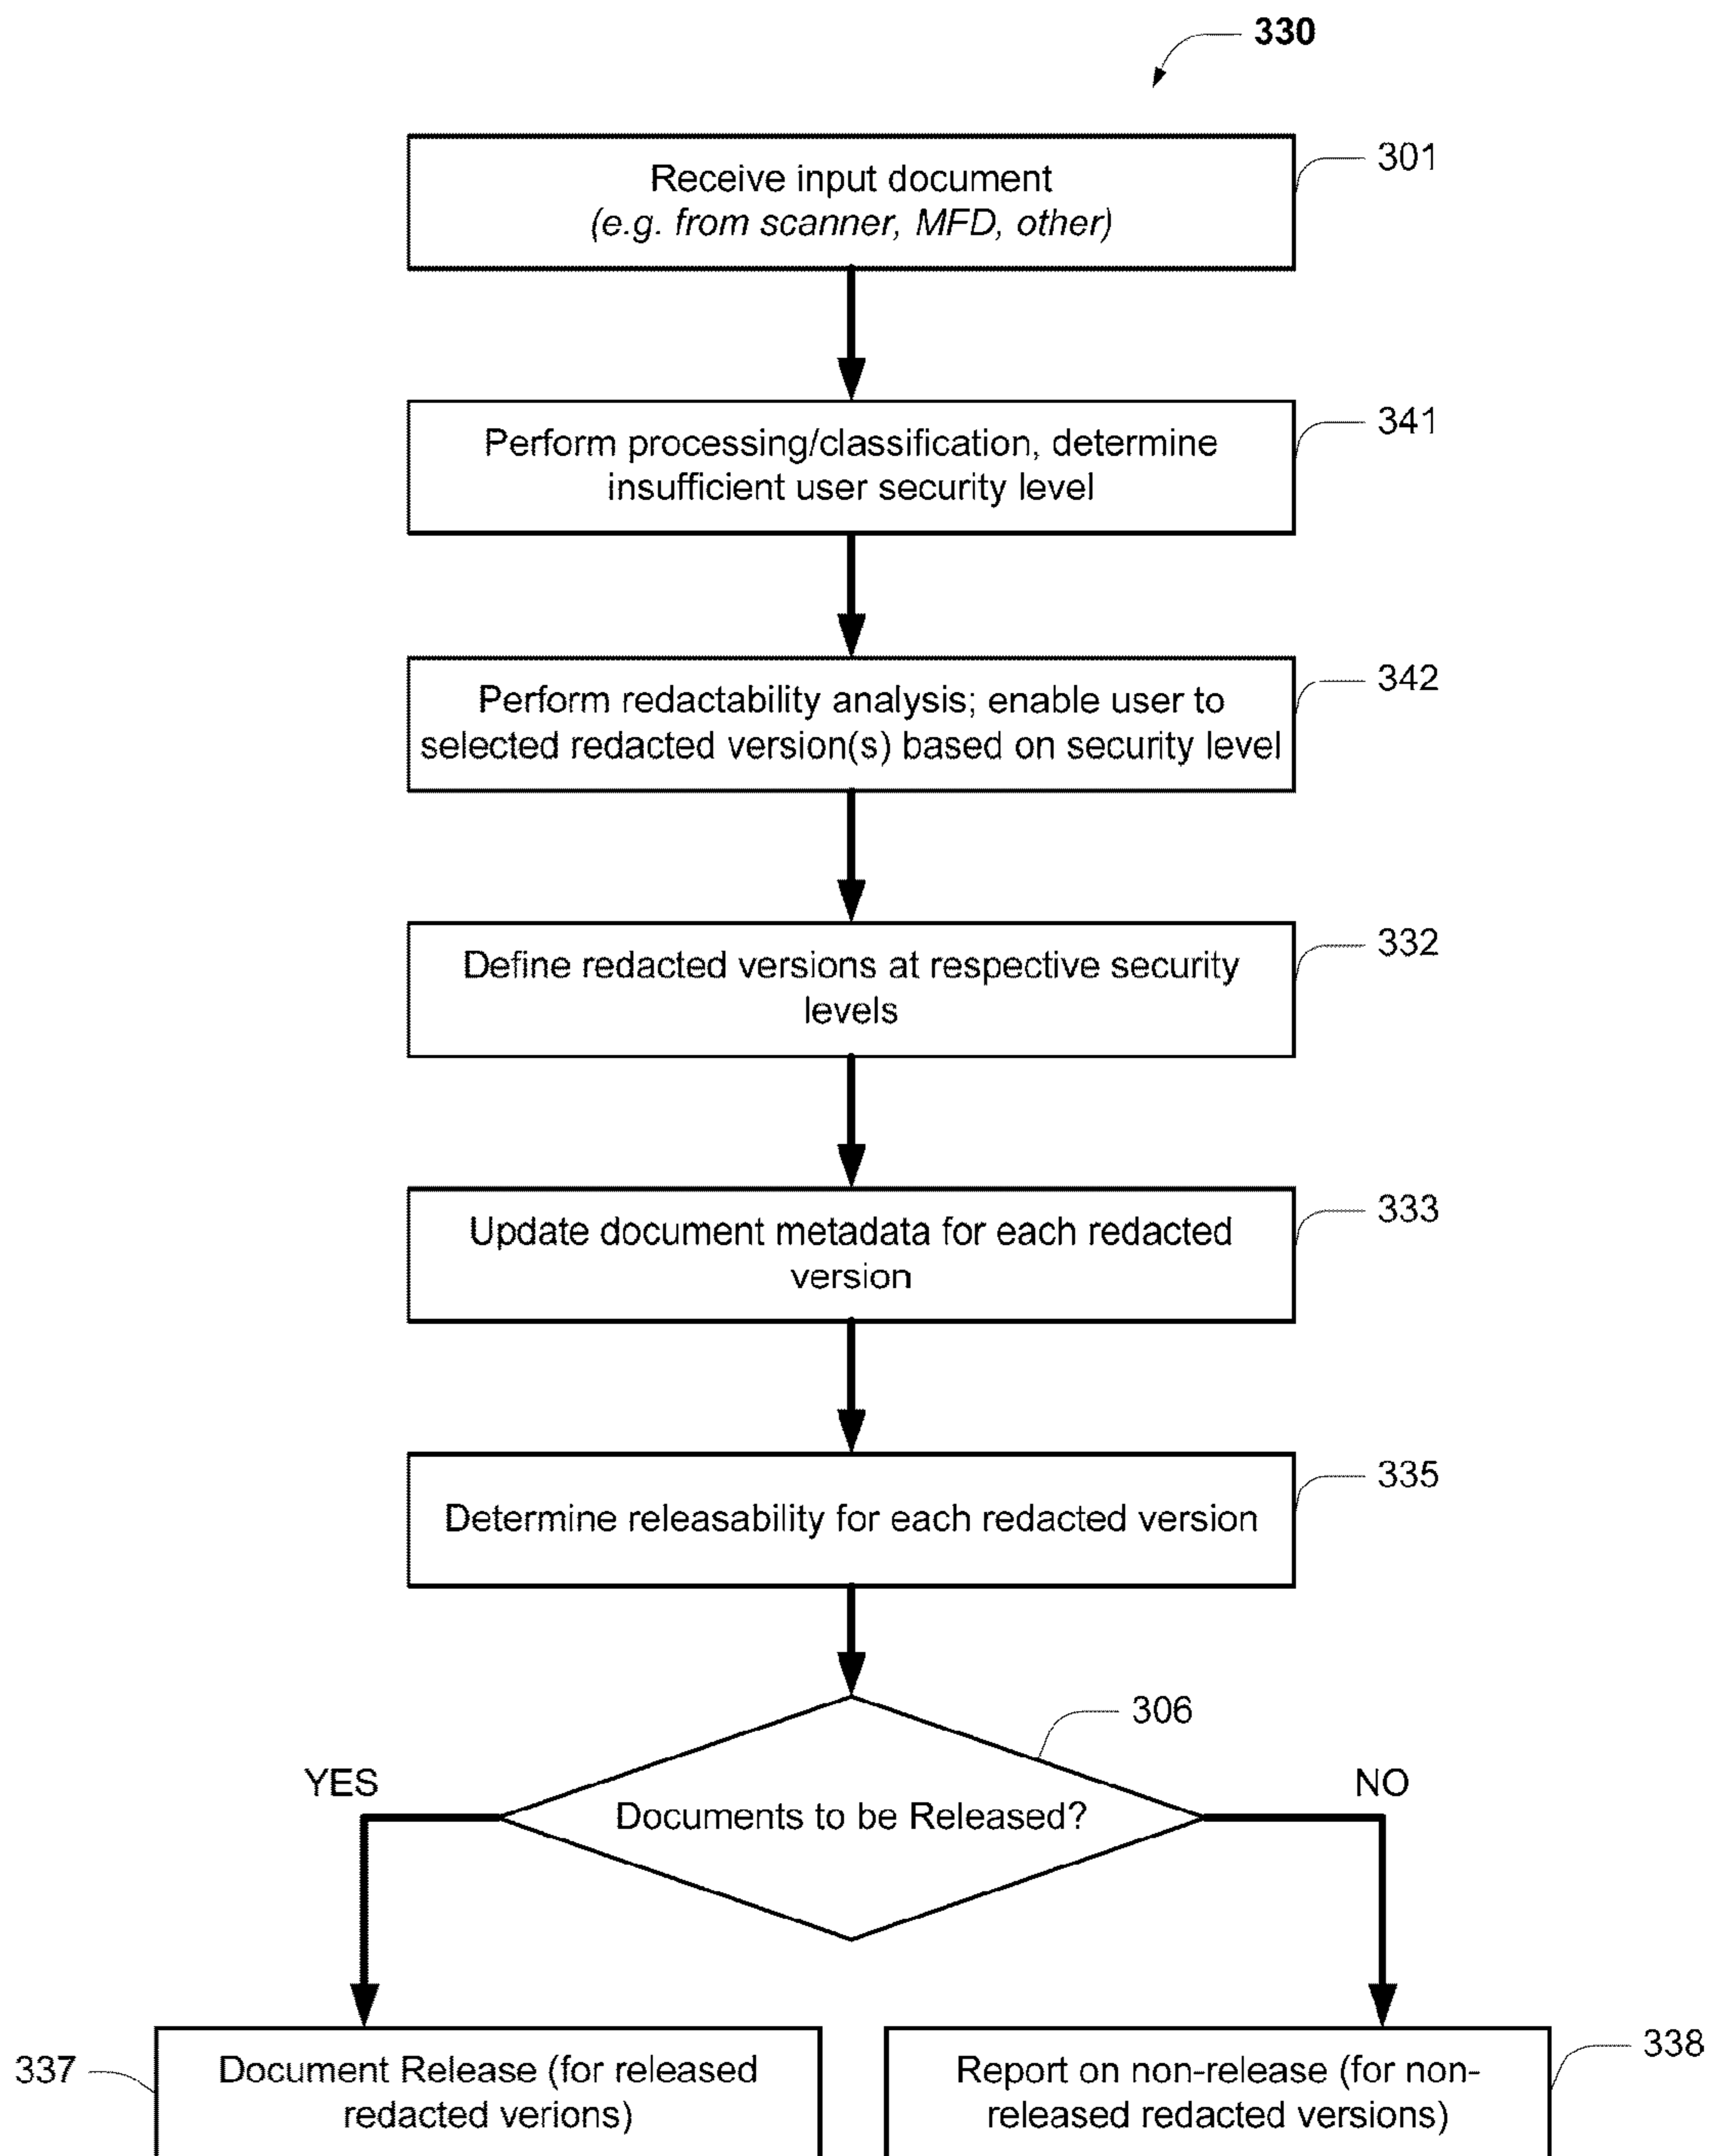 330
Receive input document
(e.g. from scanner, MFD, other)
301
Perform processing/classification, determine
insufficient user security level
341
Perform redactability analysis; enable user to
selected redacted version(s) based on security level
342
Define redacted versions at respective security
levels
332
Update document metadata for each redacted
version
333
Determine releasability for each redacted version
335
306
YES
Documents to be Released?
NO
337
Document Release (for released
redacted verions)
Report on non-release (for non-
released redacted versions)
338